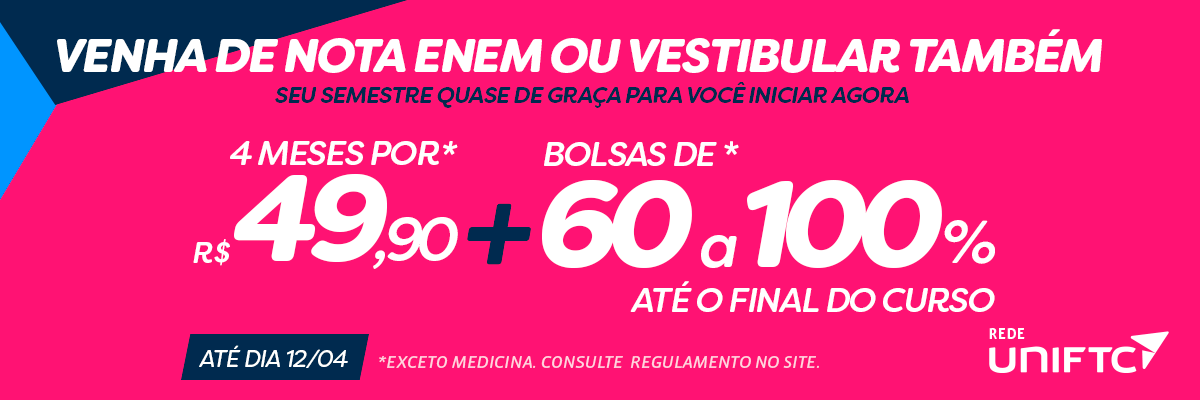 VENHA DE NOTA ENEM OU VESTIBULAR TAMBÉM
SEU SEMESTRE QUASE DE GRAÇA PARA VOCÊ INICIAR AGORA
4 MESES POR*
R$ 49,90
+
BOLSAS DE *
60 a 100%
ATÉ O FINAL DO CURSO
ATÉ DIA 12/04
*EXCETO MEDICINA. CONSULTE REGULAMENTO NO SITE.
REDE
UNIFTC